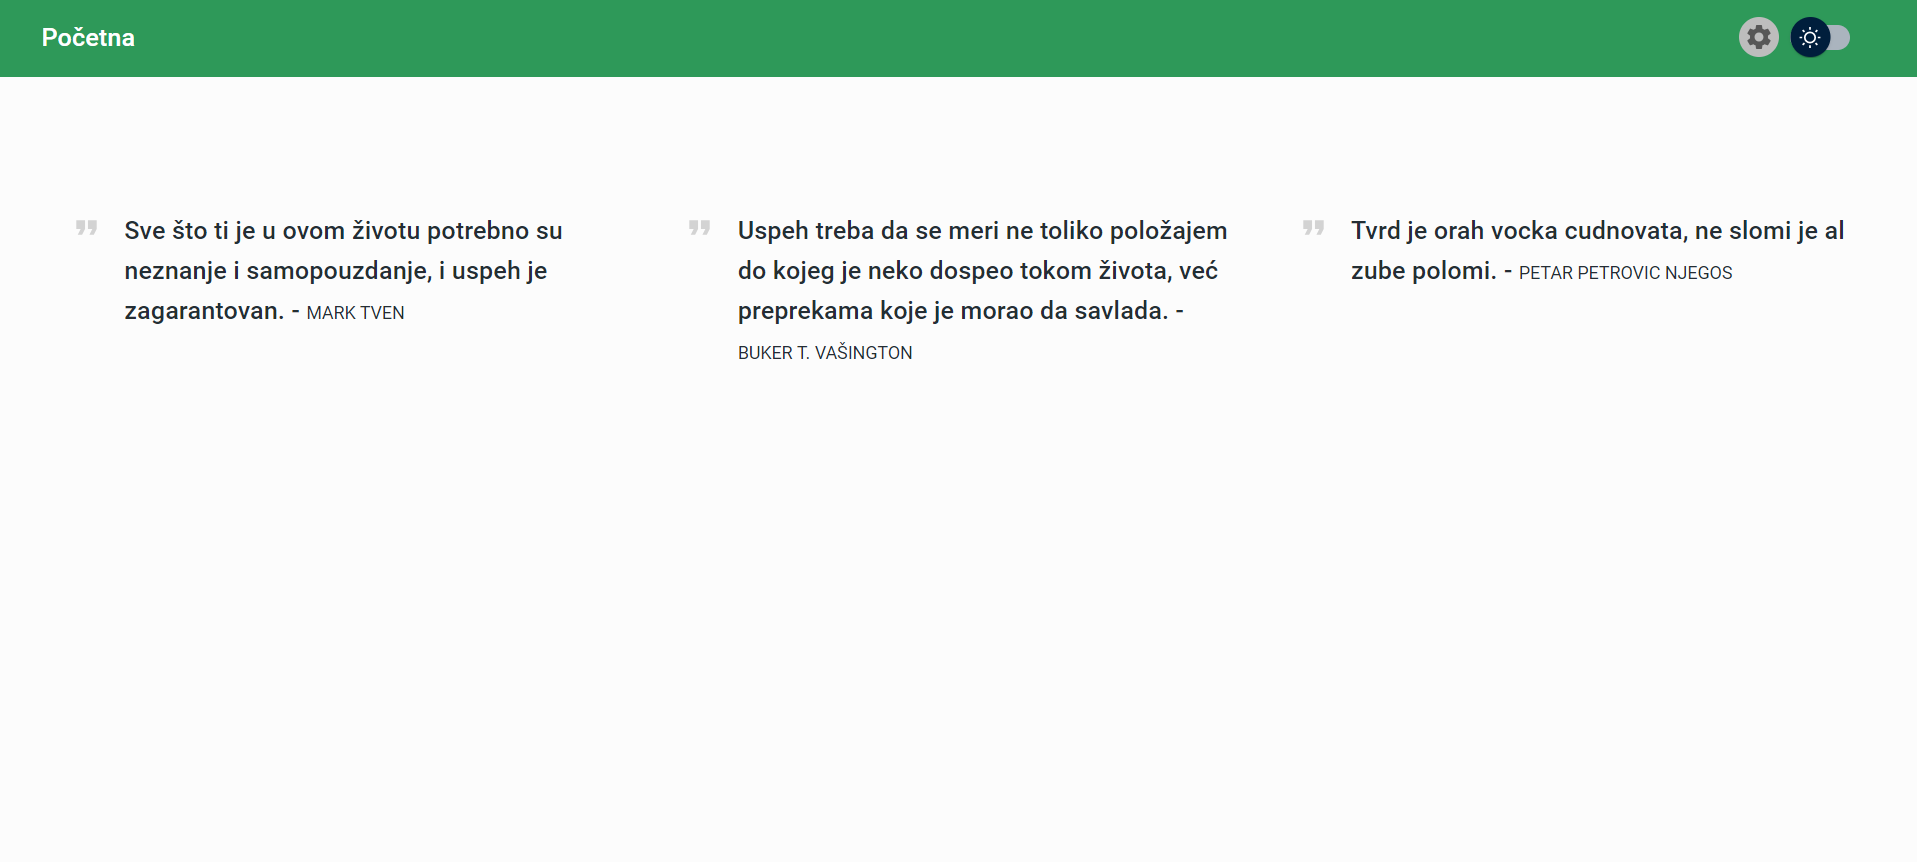 Početna
Sve što ti je u ovom životu potrebno su
neznanje i samopouzdanje, i uspeh je
zagarantovan. - MARK TVEN
Uspeh treba da se meri ne toliko položajem
do kojeg je neko dospeo tokom života, već
preprekama koje je morao da savlada. -
BUKER T. VAŠINGTON
Tvrd je orah vocka cudnovata, ne slomi je al
zube polomi. - PETAR PETROVIC NJEGOS